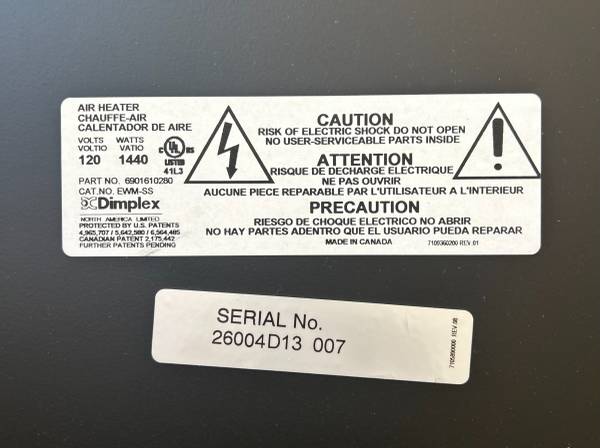 AIR HEATER
CHAUFFE-AIR
CALENTADOR DE AIRE
VOLTS WATTS
VOLTIO VATIO
120 1440
C UL US
LISTED
41L3
PART NO. 6901610280
CAT.NO. EWM-SS
Dimplex
NORTH AMERICA LIMITED
PROTECTED BY U.S. PATENTS
4,965,707 / 5,642,580 / 6,564,485
CANADIAN PATENT 2,175,442
FURTHER PATENTS PENDING
CAUTION
RISK OF ELECTRIC SHOCK DO NOT OPEN
NO USER-SERVICEABLE PARTS INSIDE
ATTENTION
RISQUE DE DECHARGE ELECTRIQUE
NE PAS OUVRIR
AUCUNE PIECE REPARABLE PAR L'UTILISATEUR A L'INTERIEUR
PRECAUTION
RIESGO DE CHOQUE ELECTRICO NO ABRIR
NO HAY PARTES ADENTRO QUE EL USUARIO PUEDA REPARAR
MADE IN CANADA
7109360200 REV.01
SERIAL No.
26004D13 007